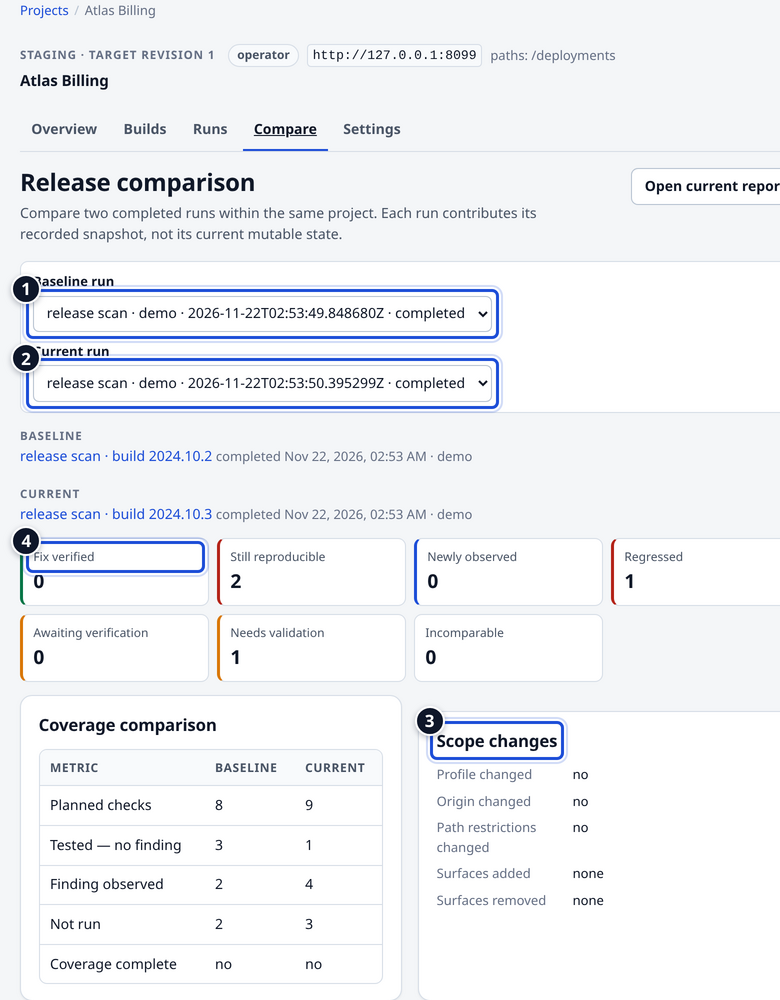 Projects / Atlas Billing
STAGING · TARGET REVISION 1 operator http://127.0.0.1:8099 paths: /deployments
Atlas Billing
Overview Builds Runs Compare Settings
Release comparison
Open current repor
Compare two completed runs within the same project. Each run contributes its
recorded snapshot, not its current mutable state.
Baseline run
1 release scan · demo · 2026-11-22T02:53:49.848680Z · completed
Current run
2 release scan · demo · 2026-11-22T02:53:50.395299Z · completed
BASELINE
release scan · build 2024.10.2 completed Nov 22, 2026, 02:53 AM · demo
CURRENT
release scan · build 2024.10.3 completed Nov 22, 2026, 02:53 AM · demo
4 Fix verified
0
Still reproducible
2
Newly observed
0
Regressed
1
Awaiting verification
0
Needs validation
1
Incomparable
0
Coverage comparison
METRIC BASELINE CURRENT
Planned checks 8 9
Tested — no finding 3 1
Finding observed 2 4
Not run 2 3
Coverage complete no no
3 Scope changes
Profile changed no
Origin changed no
Path restrictions changed no
Surfaces added none
Surfaces removed none